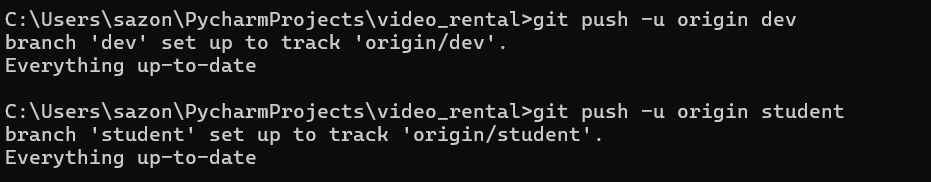 C:\Users\sazon\PycharmProjects\video_rental>git push -u origin dev
branch 'dev' set up to track 'origin/dev'.
Everything up-to-date
C:\Users\sazon\PycharmProjects\video_rental>git push -u origin student
branch 'student' set up to track 'origin/student'.
Everything up-to-date